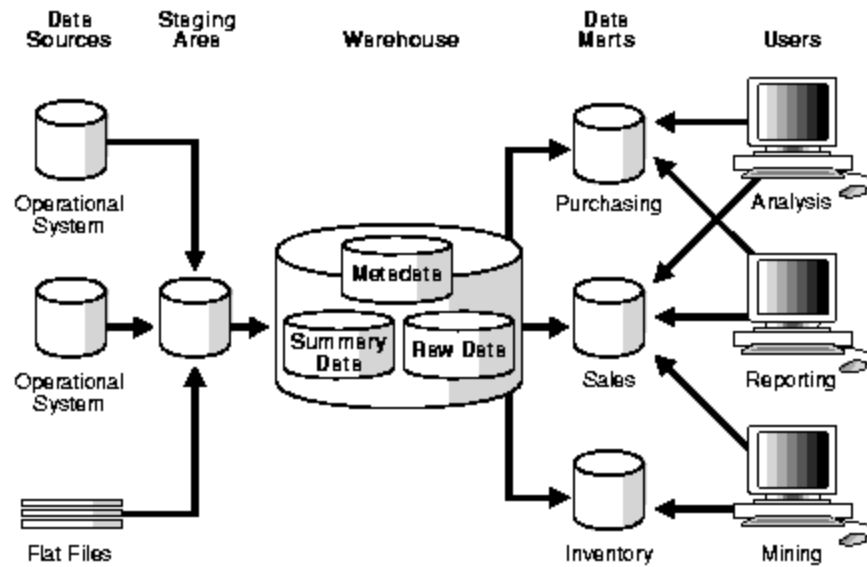 Data
Sources
Staging
Area
Warehouse
Data
Marts
Users
Operational
System
Purchasing
Analysis
Metadata
Summary
Data
Raw Data
Operational
System
Sales
Reporting
Flat Files
Inventory
Mining